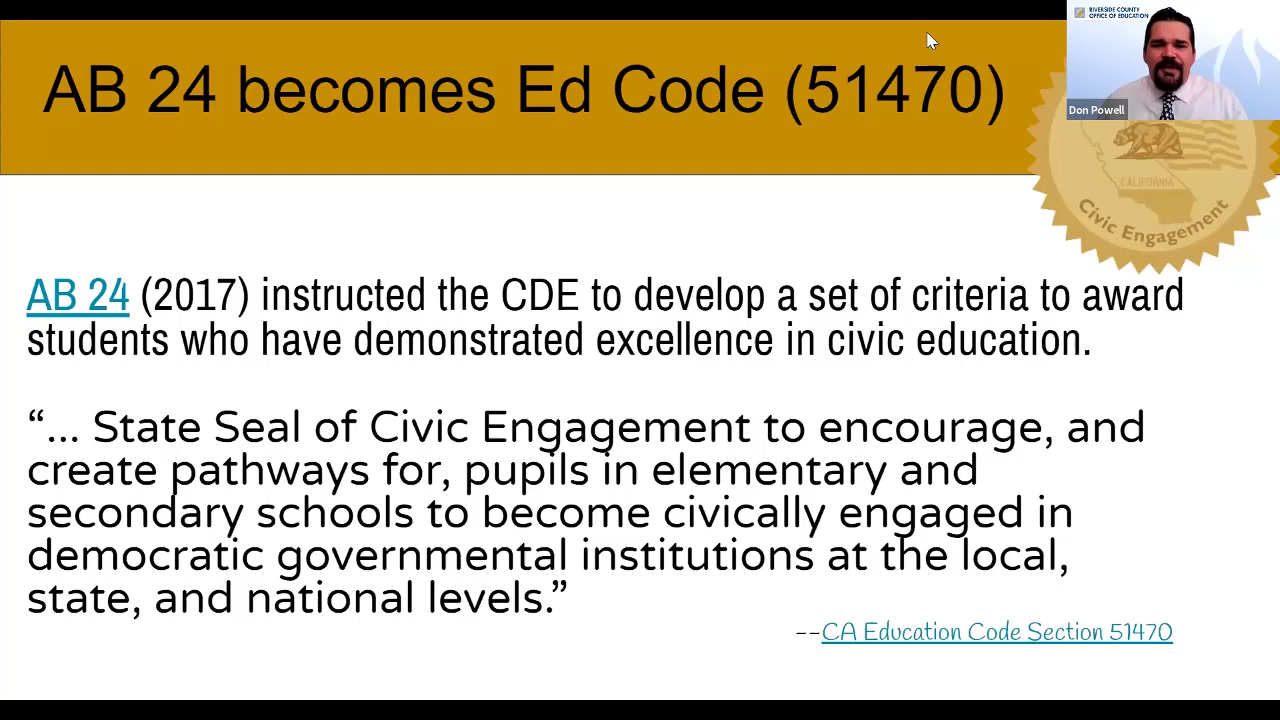 AB 24 becomes Ed Code (51470)
RIVERSIDE COUNTY
OFFICE OF EDUCATION
Don Powell
CALIFORNIA
Civic Engagement
AB 24 (2017) instructed the CDE to develop a set of criteria to award
students who have demonstrated excellence in civic education.
“... State Seal of Civic Engagement to encourage, and
create pathways for, pupils in elementary and
secondary schools to become civically engaged in
democratic governmental institutions at the local,
state, and national levels.”
--CA Education Code Section 51470